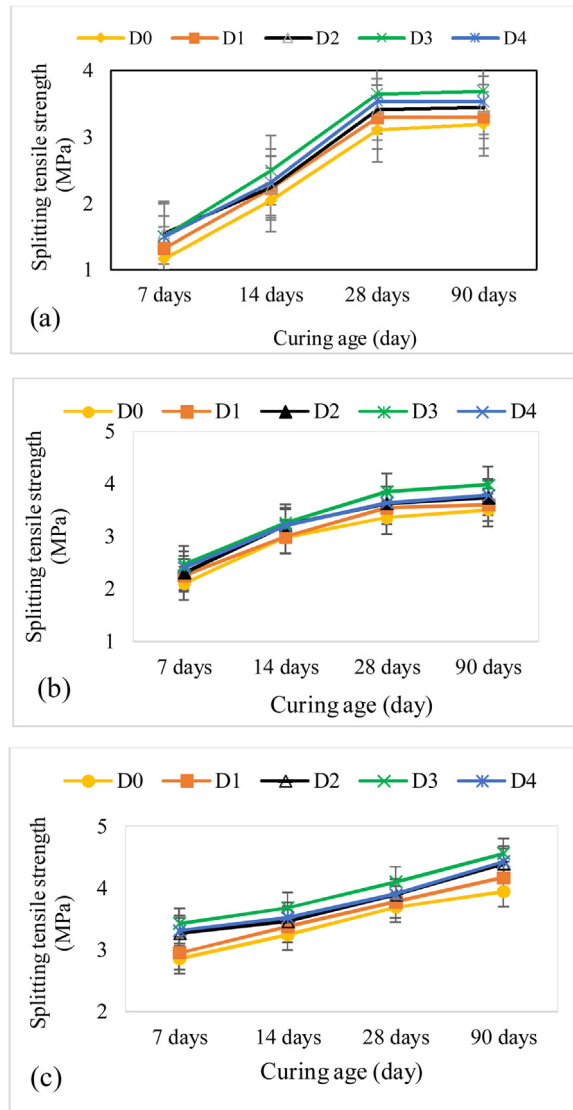 D0 D1 D2 D3 D4
4
3
2
1
Splitting tensile strength
(MPa)
7 days 14 days 28 days 90 days
Curing age (day)
(a)
D0 D1 D2 D3 D4
5
4
3
2
1
Splitting tensile strength
(MPa)
7 days 14 days 28 days 90 days
Curing age (day)
(b)
D0 D1 D2 D3 D4
5
4
3
2
Splitting tensile strength
(MPa)
7 days 14 days 28 days 90 days
Curing age (day)
(c)